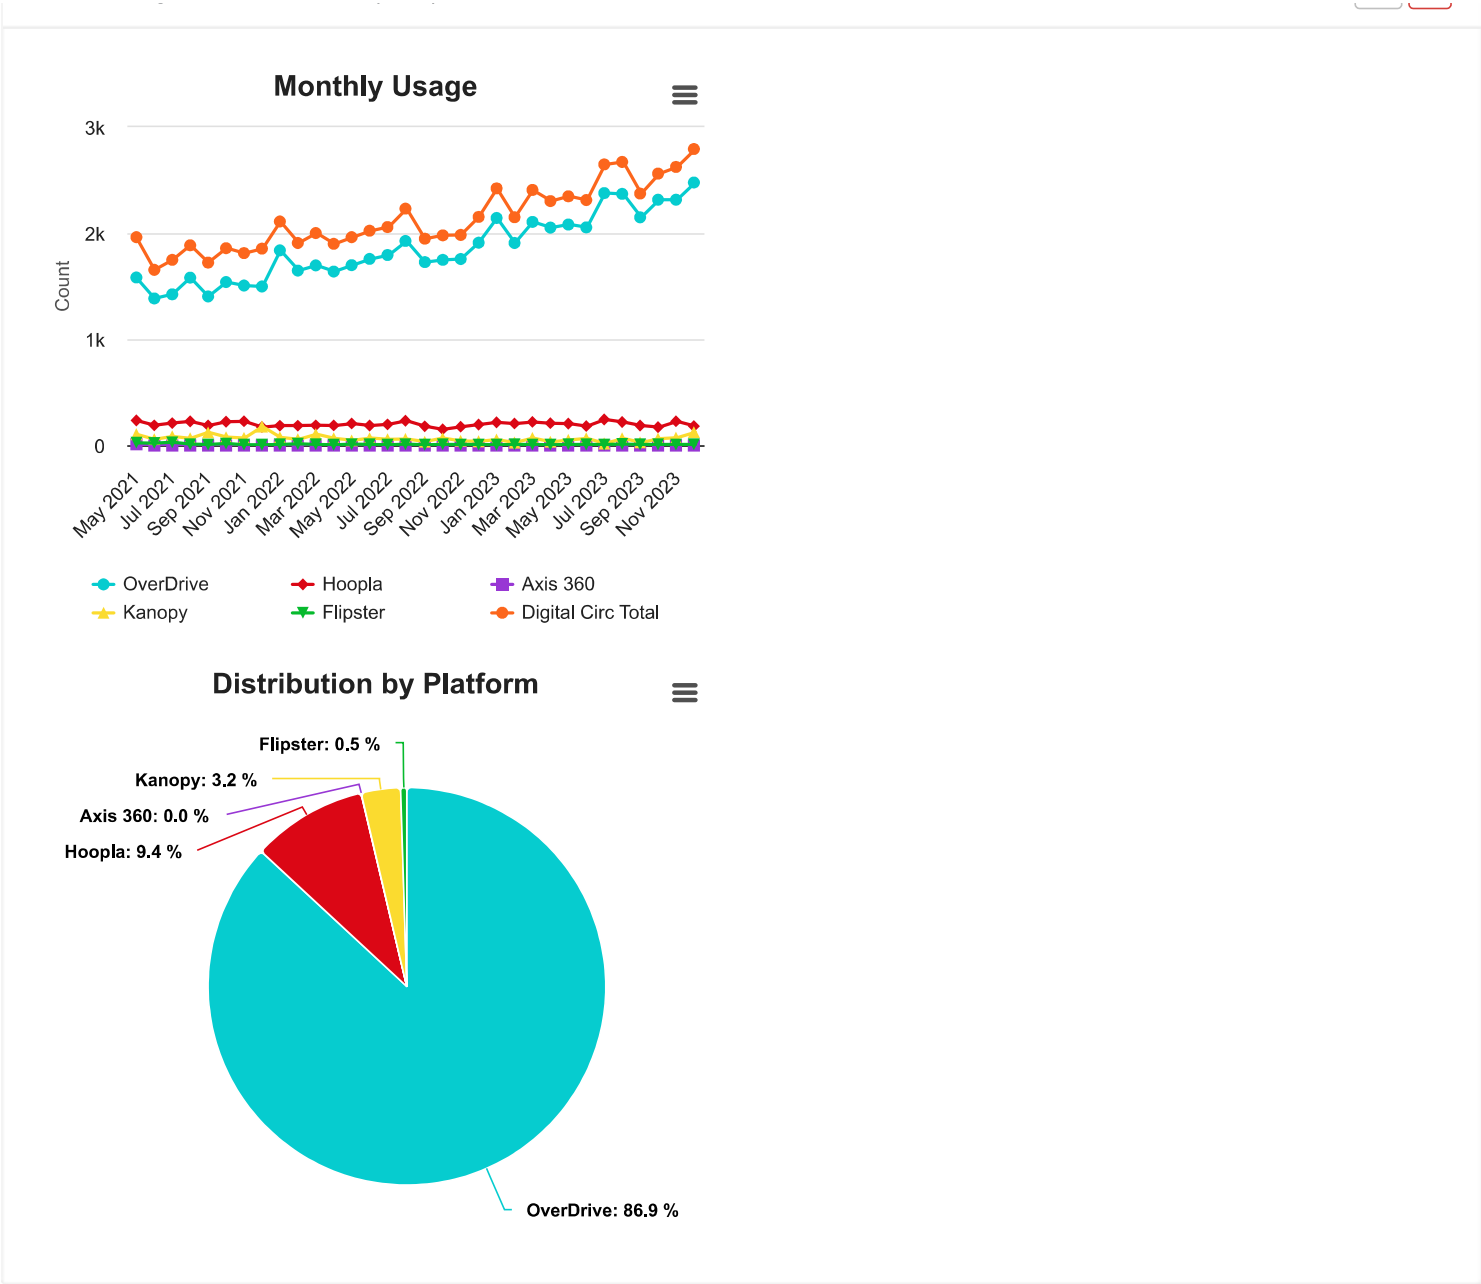 Monthly Usage
3k
2k
1k
0
Count
May 2021
Jul 2021
Sep 2021
Nov 2021
Jan 2022
Mar 2022
May 2022
Jul 2022
Sep 2022
Nov 2022
Jan 2023
Mar 2023
May 2023
Jul 2023
Sep 2023
Nov 2023
OverDrive
Hoopla
Axis 360
Kanopy
Flipster
Digital Circ Total
Distribution by Platform
Flipster: 0.5 %
Kanopy: 3.2 %
Axis 360: 0.0 %
Hoopla: 9.4 %
OverDrive: 86.9 %